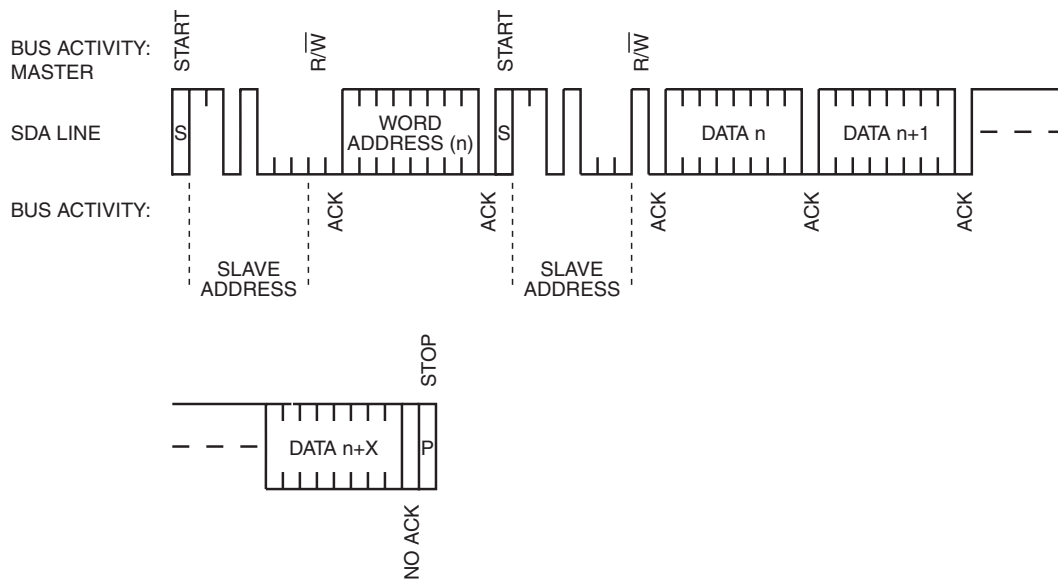 START
R/W
START
R/W
BUS ACTIVITY:
MASTER
SDA LINE
S
WORD
ADDRESS (n)
S
DATA n
DATA n+1
BUS ACTIVITY:
ACK
ACK
ACK
ACK
ACK
SLAVE
ADDRESS
SLAVE
ADDRESS
STOP
DATA n+X
P
NO ACK